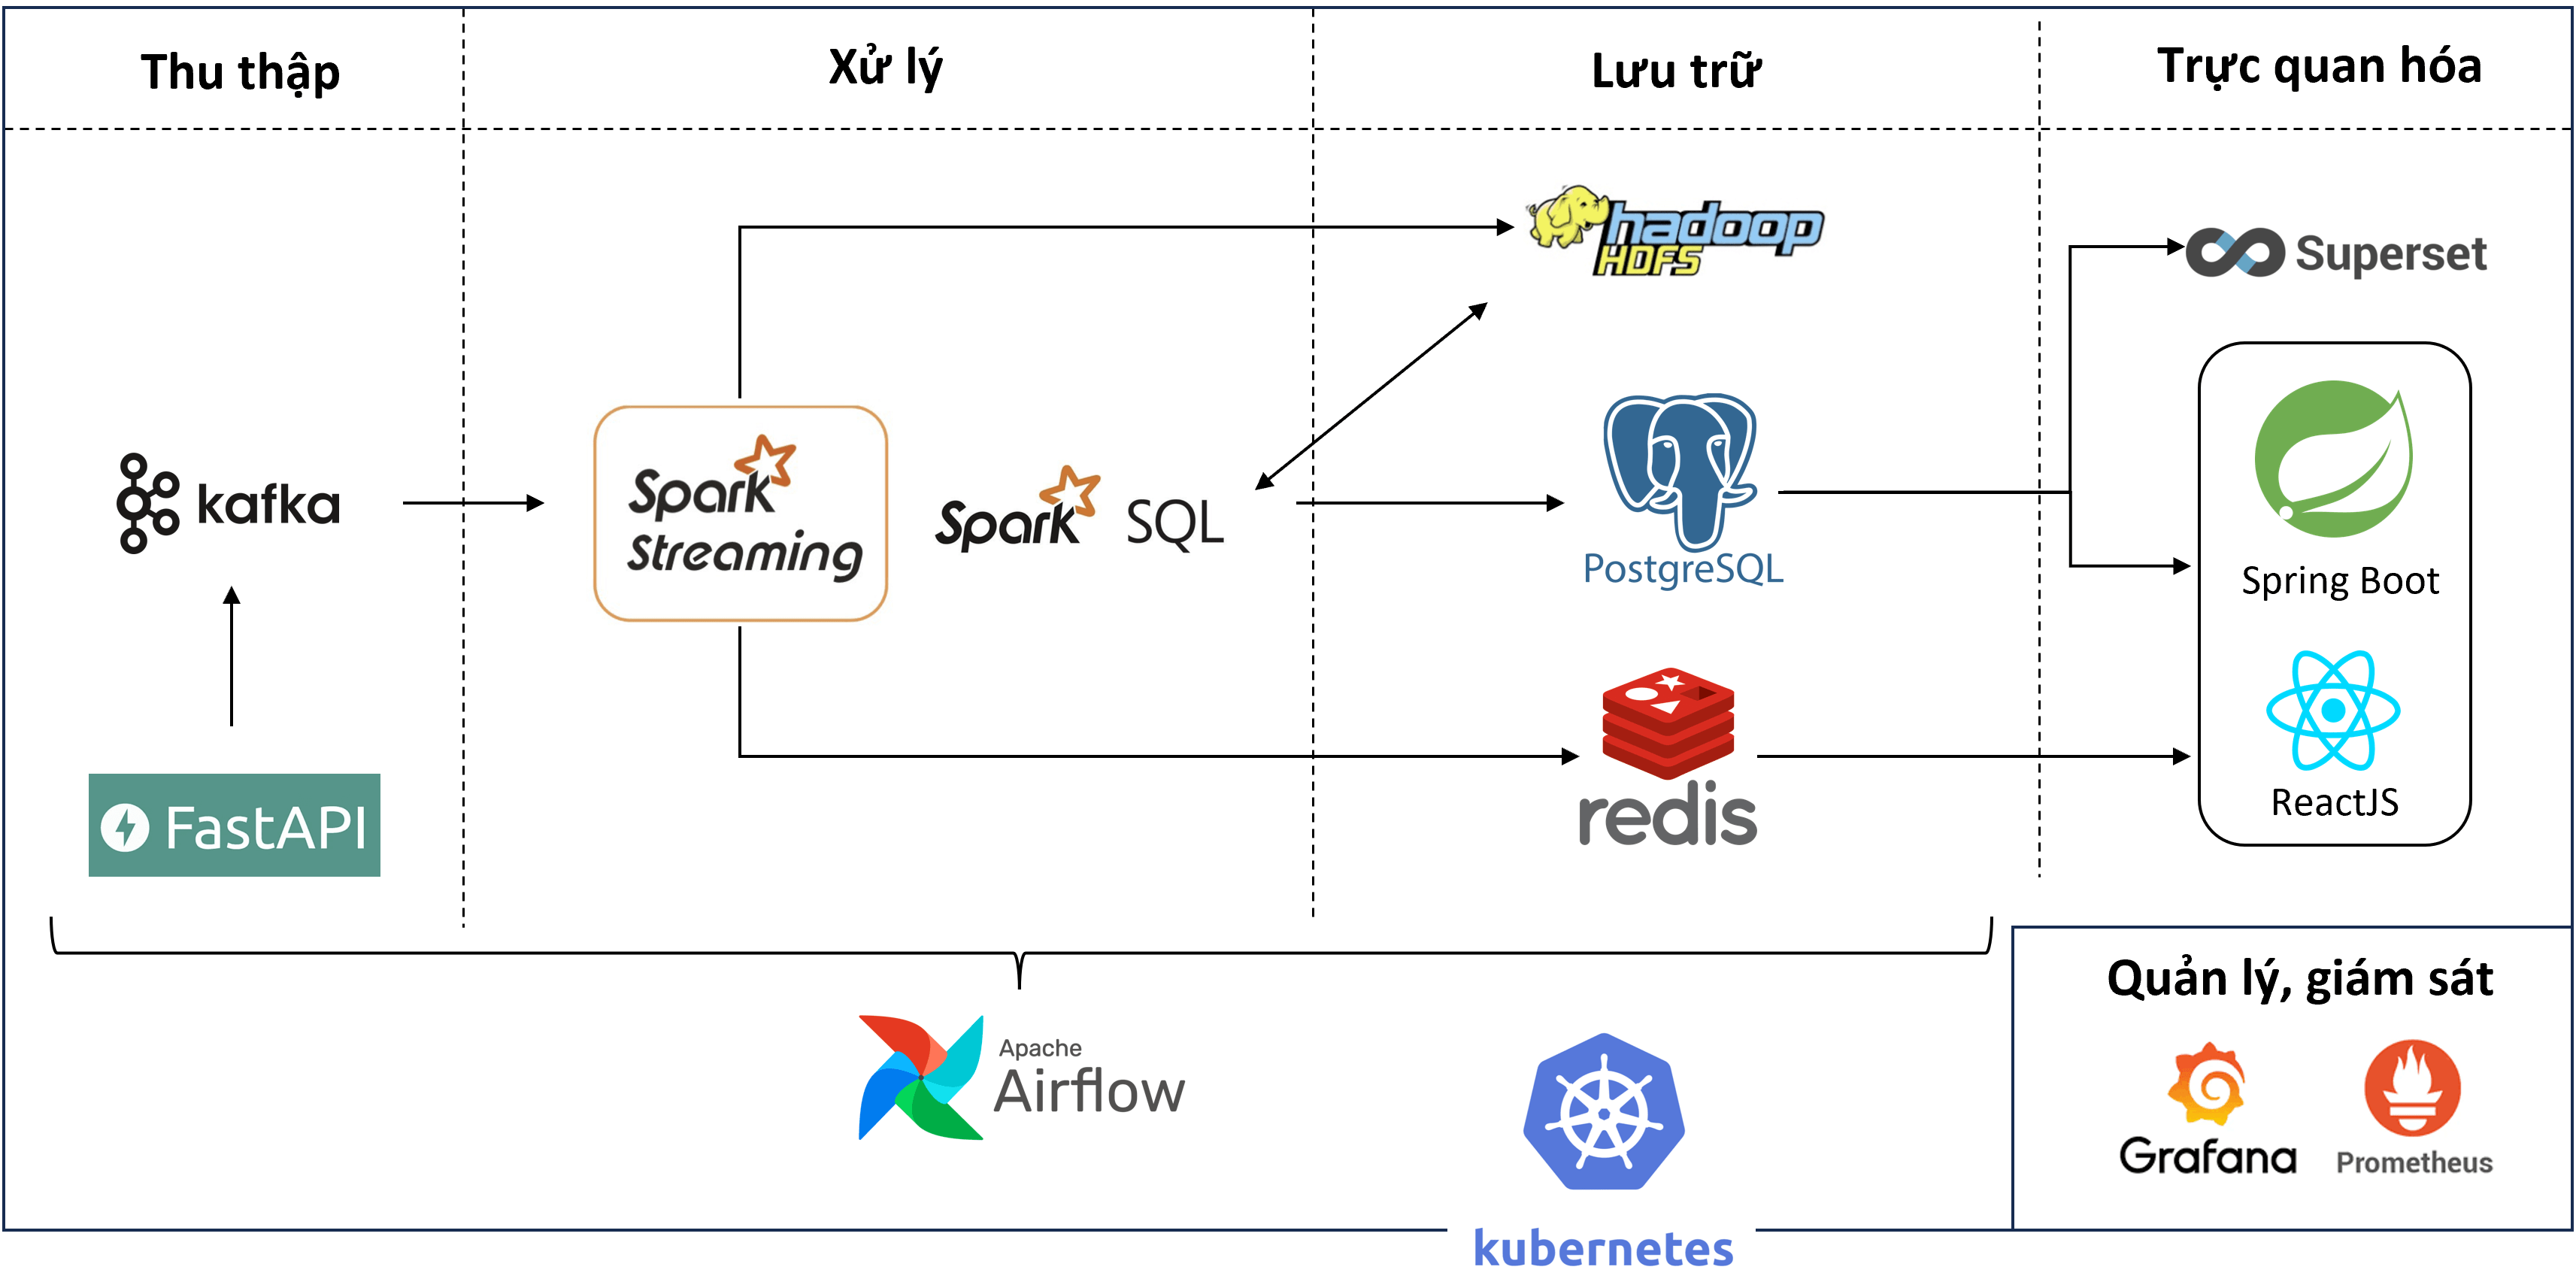 Thu thập
Xử lý
Lưu trữ
Trực quan hóa
hadoop
HDFS
Superset
kafka
Spark
Streaming
Spark SQL
PostgreSQL
Spring Boot
ReactJS
redis
FastAPI
Apache
Airflow
kubernetes
Quản lý, giám sát
Grafana
Prometheus